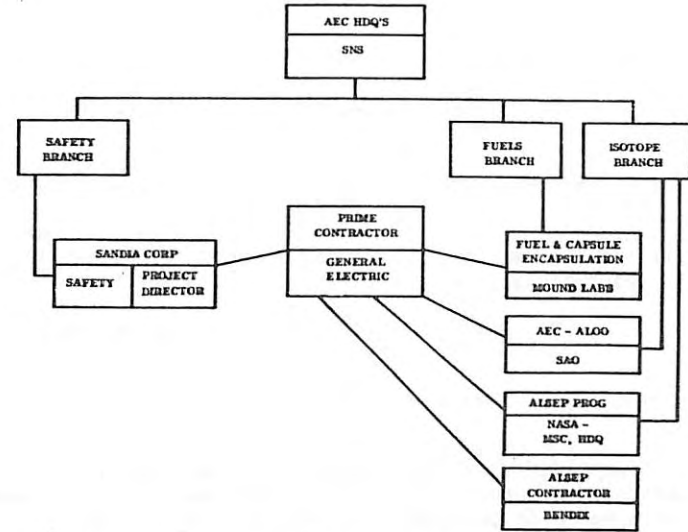 AEC HDQ'S
SNS
SAFETY
BRANCH
FUELS
BRANCH
ISOTOPE
BRANCH
PRIME
CONTRACTOR
GENERAL
ELECTRIC
SANDIA CORP
SAFETY
PROJECT
DIRECTOR
FUEL & CAPSULE
ENCAPSULATION
MOUND LABS
AEC - ALOO
SAO
ALSEP PROG
NASA -
MSC, HDQ
ALSEP
CONTRACTOR
BENDIX